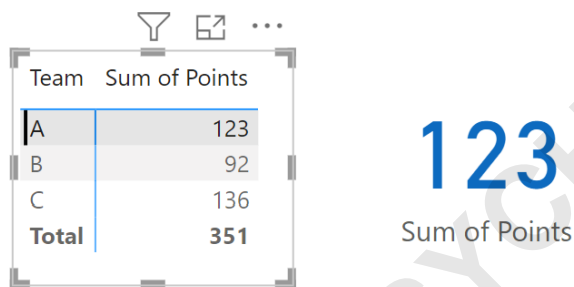 Team Sum of Points
A 123
B 92
C 136
Total 351
123
Sum of Points